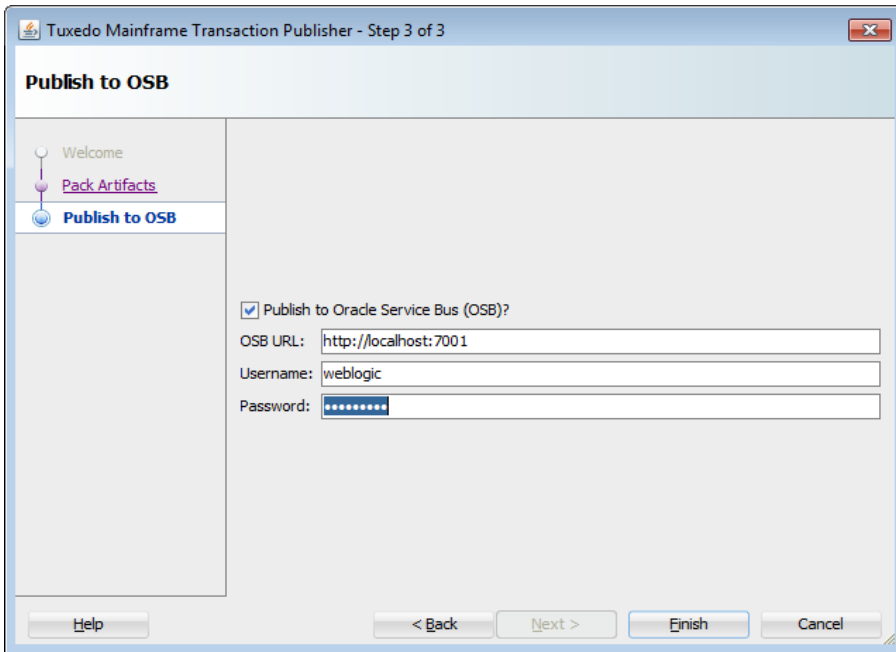 Tuxedo Mainframe Transaction Publisher - Step 3 of 3
Publish to OSB
Welcome
Pack Artifacts
Publish to OSB
Publish to Oracle Service Bus (OSB)?
OSB URL: http://localhost:7001
Username: weblogic
Password: •••••••••
Help < Back Next > Finish Cancel